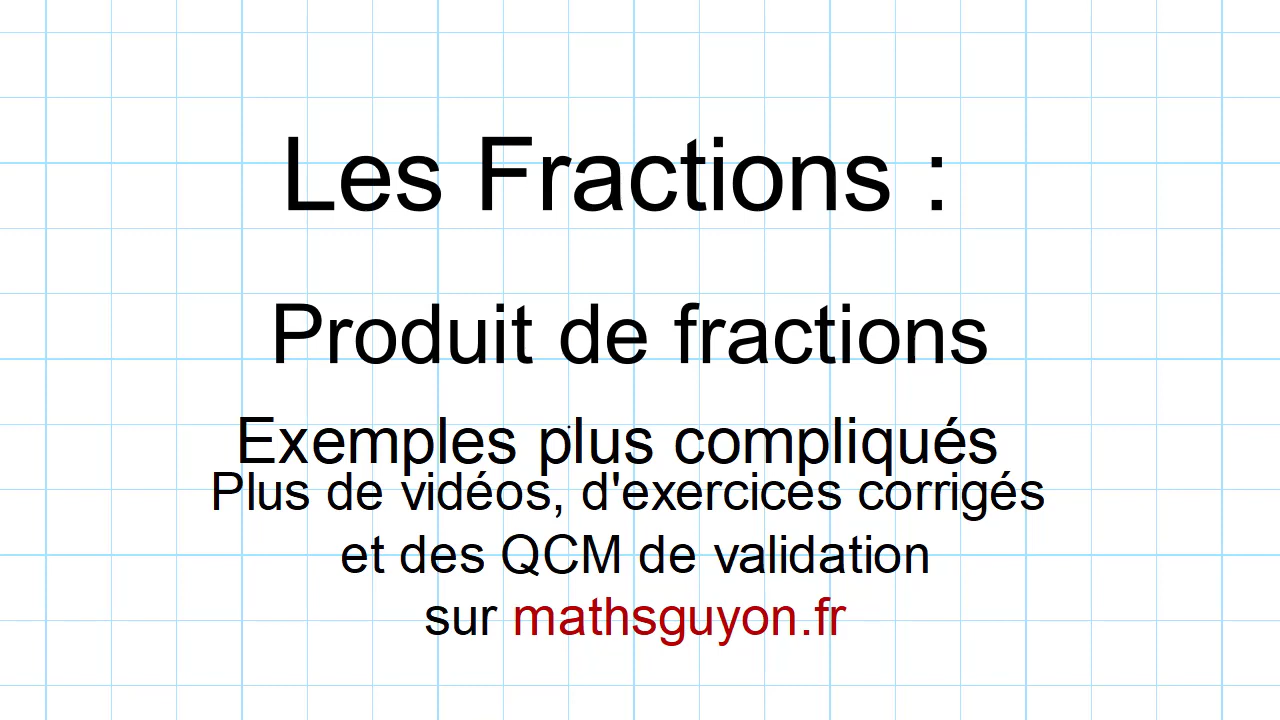 Les Fractions :
Produit de fractions
Exemples plus compliqués
Plus de vidéos, d'exercices corrigés
et des QCM de validation
sur mathsguyon.fr